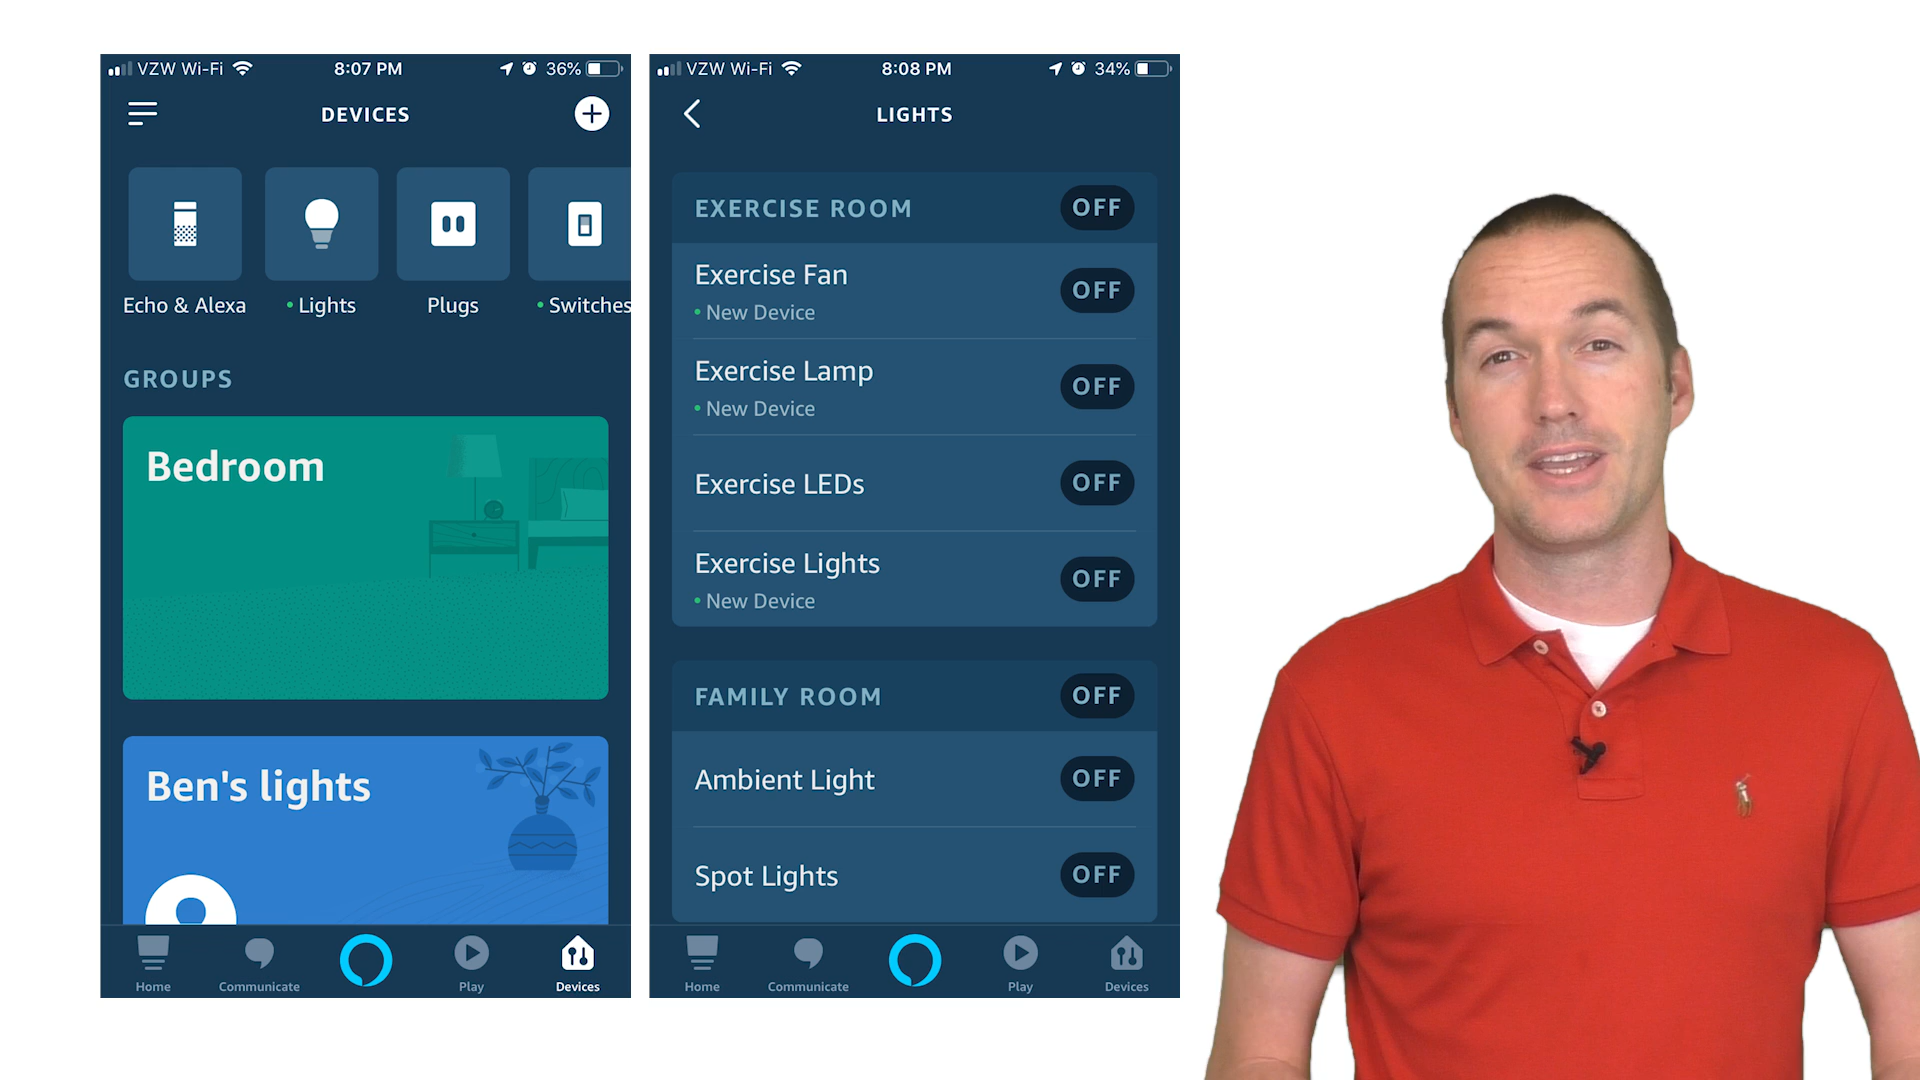 VZW Wi-Fi 8:07 PM 36%
DEVICES
Echo & Alexa
Lights
Plugs
Switches
GROUPS
Bedroom
Ben's lights
Home
Communicate
Play
Devices
VZW Wi-Fi 8:08 PM 34%
LIGHTS
EXERCISE ROOM OFF
Exercise Fan OFF
New Device
Exercise Lamp OFF
New Device
Exercise LEDs OFF
Exercise Lights OFF
New Device
FAMILY ROOM OFF
Ambient Light OFF
Spot Lights OFF
Home
Communicate
Play
Devices